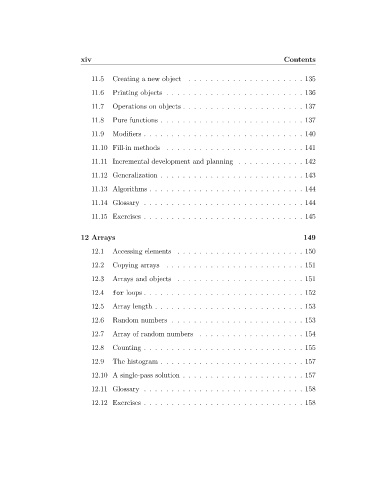 xiv Contents
11.5 Creating a new object . . . . . . . . . . . . . . . . . . . . . 135
11.6 Printing objects . . . . . . . . . . . . . . . . . . . . . . . . . 136
11.7 Operations on objects . . . . . . . . . . . . . . . . . . . . . . 137
11.8 Pure functions . . . . . . . . . . . . . . . . . . . . . . . . . . 137
11.9 Modifiers . . . . . . . . . . . . . . . . . . . . . . . . . . . . . 140
11.10 Fill-in methods . . . . . . . . . . . . . . . . . . . . . . . . . 141
11.11 Incremental development and planning . . . . . . . . . . . . 142
11.12 Generalization . . . . . . . . . . . . . . . . . . . . . . . . . . 143
11.13 Algorithms . . . . . . . . . . . . . . . . . . . . . . . . . . . . 144
11.14 Glossary . . . . . . . . . . . . . . . . . . . . . . . . . . . . . 144
11.15 Exercises . . . . . . . . . . . . . . . . . . . . . . . . . . . . . 145
12 Arrays 149
12.1 Accessing elements . . . . . . . . . . . . . . . . . . . . . . . 150
12.2 Copying arrays . . . . . . . . . . . . . . . . . . . . . . . . . 151
12.3 Arrays and objects . . . . . . . . . . . . . . . . . . . . . . . 151
12.4 for loops . . . . . . . . . . . . . . . . . . . . . . . . . . . . . 152
12.5 Array length . . . . . . . . . . . . . . . . . . . . . . . . . . . 153
12.6 Random numbers . . . . . . . . . . . . . . . . . . . . . . . . 153
12.7 Array of random numbers . . . . . . . . . . . . . . . . . . . 154
12.8 Counting . . . . . . . . . . . . . . . . . . . . . . . . . . . . . 155
12.9 The histogram . . . . . . . . . . . . . . . . . . . . . . . . . . 157
12.10 A single-pass solution . . . . . . . . . . . . . . . . . . . . . . 157
12.11 Glossary . . . . . . . . . . . . . . . . . . . . . . . . . . . . . 158
12.12 Exercises . . . . . . . . . . . . . . . . . . . . . . . . . . . . . 158